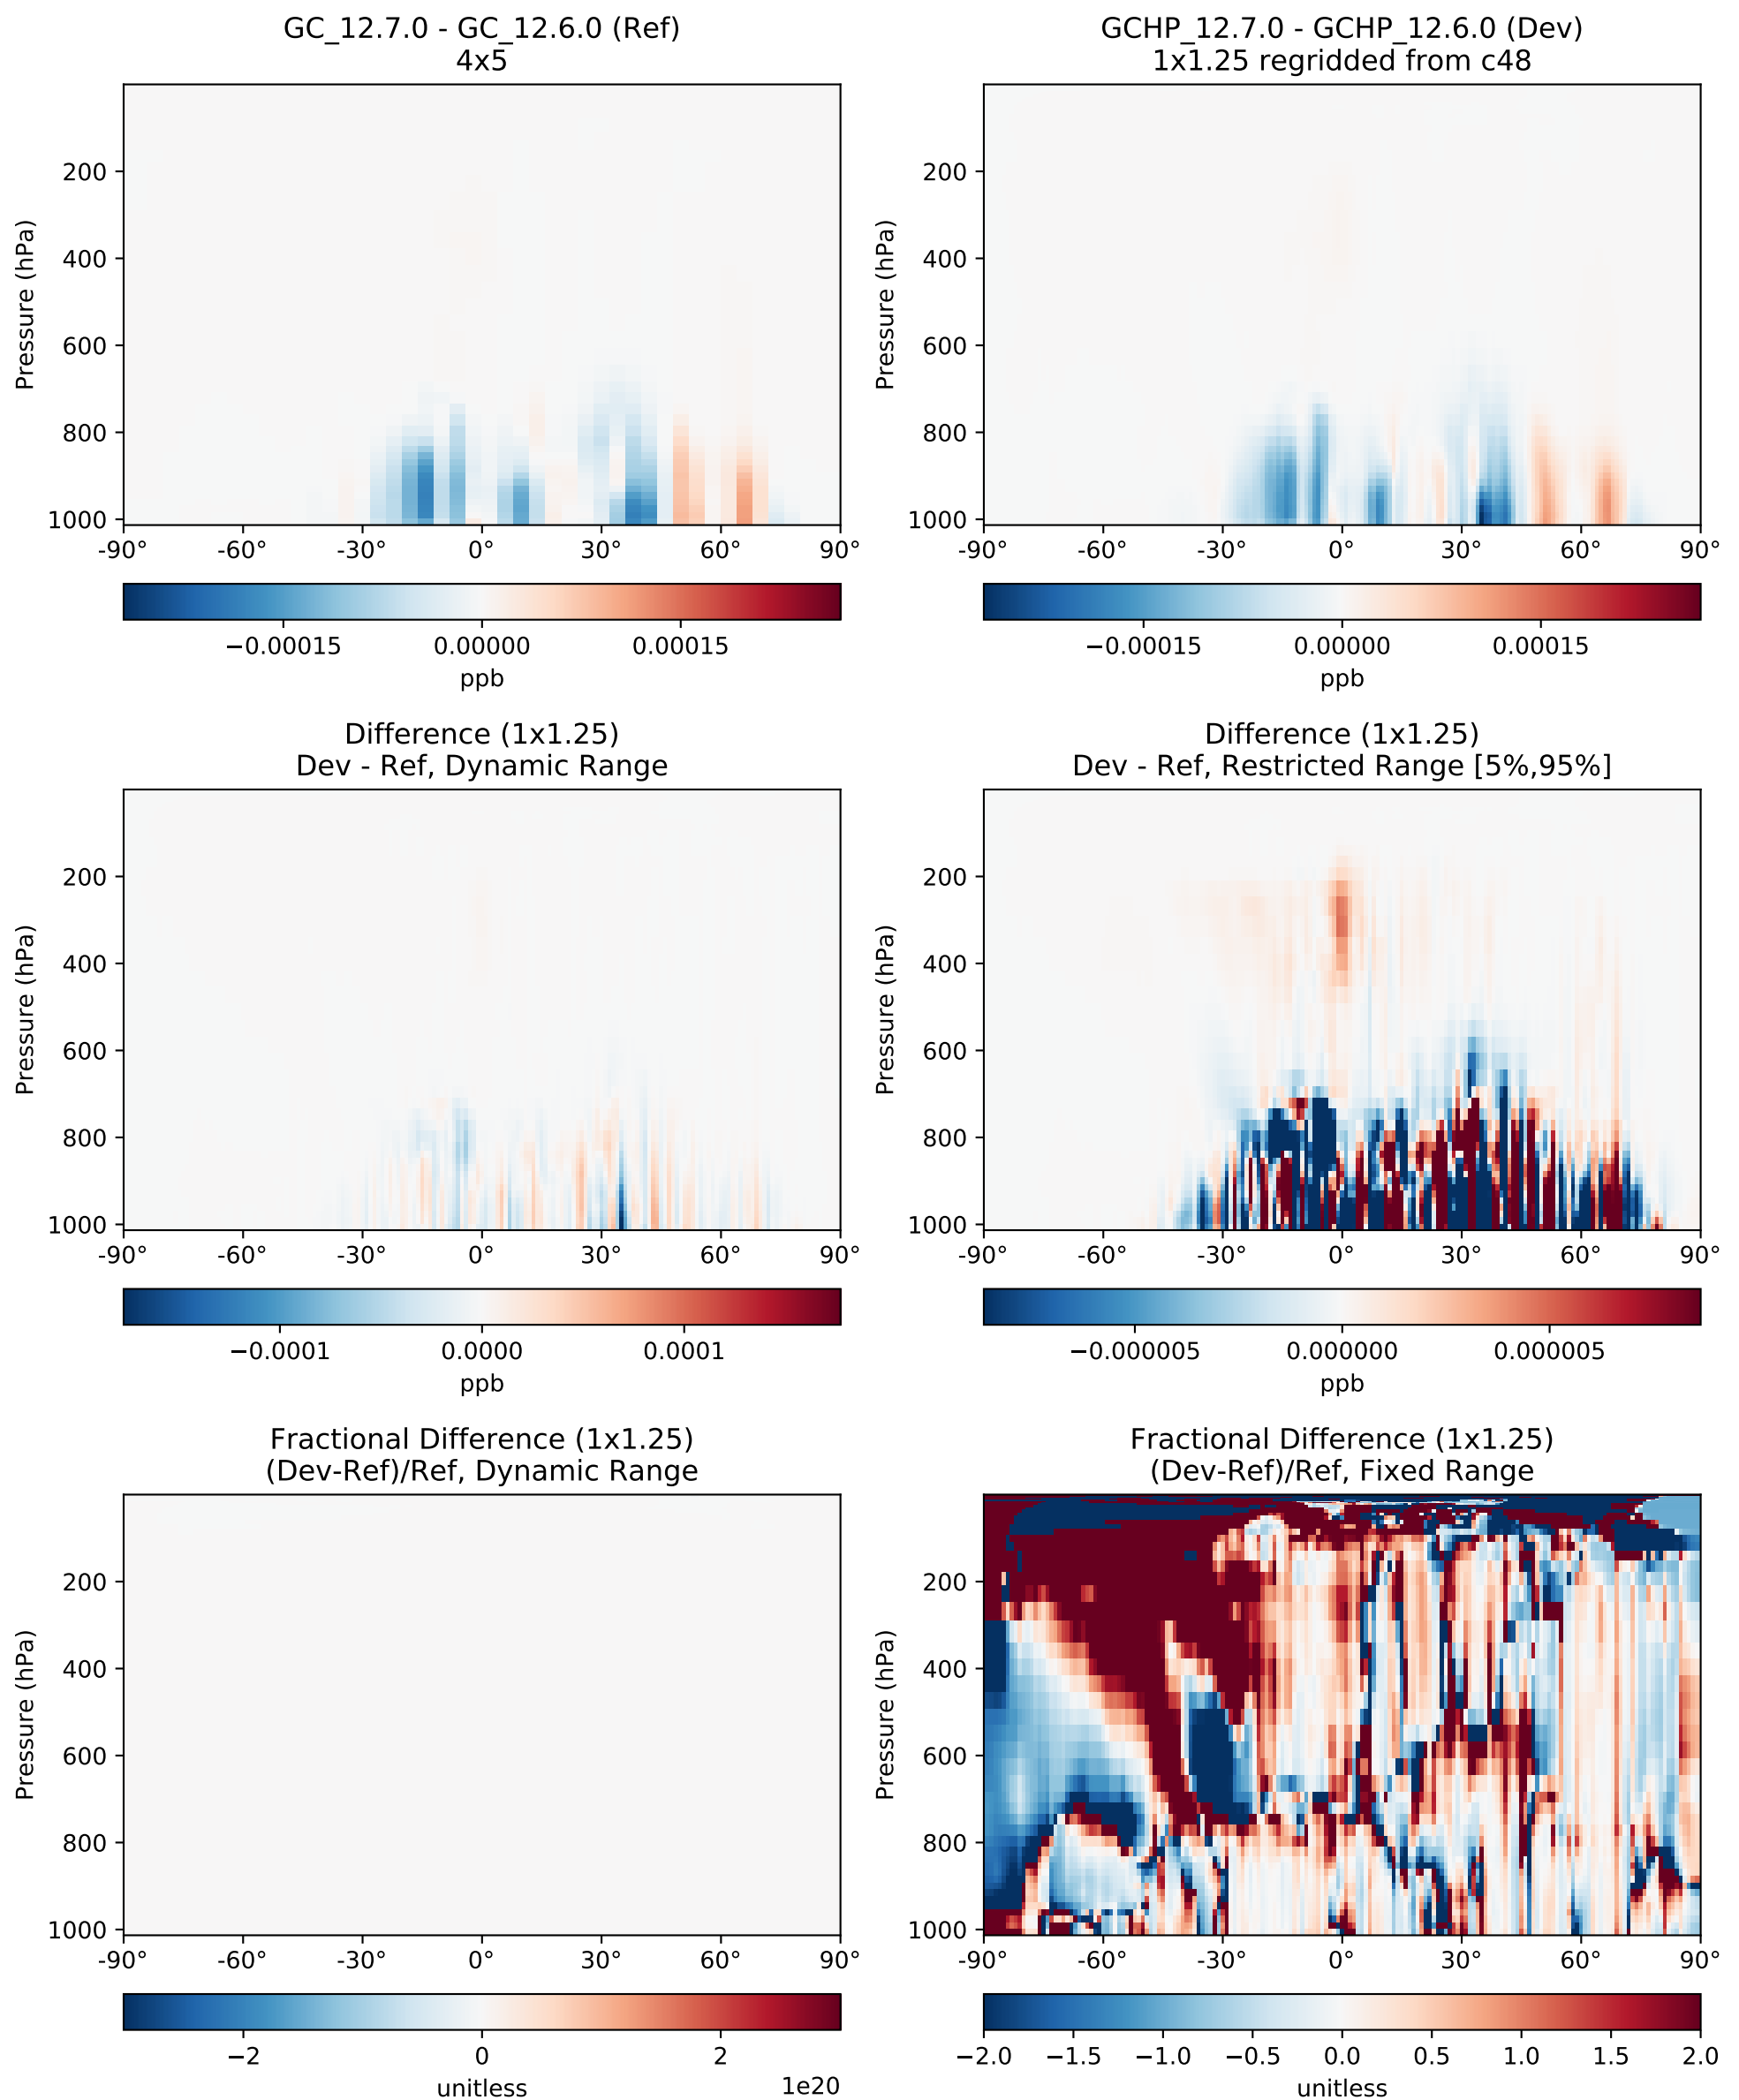 GC_12.7.0 - GC_12.6.0 (Ref)
4x5
GCHP_12.7.0 - GCHP_12.6.0 (Dev)
1x1.25 regridded from c48
Pressure (hPa)
200
400
600
800
1000
-90° -60° -30° 0° 30° 60° 90°
−0.00015 0.00000 0.00015
ppb
Pressure (hPa)
200
400
600
800
1000
-90° -60° -30° 0° 30° 60° 90°
−0.00015 0.00000 0.00015
ppb
Difference (1x1.25)
Dev - Ref, Dynamic Range
Difference (1x1.25)
Dev - Ref, Restricted Range [5%,95%]
Pressure (hPa)
200
400
600
800
1000
-90° -60° -30° 0° 30° 60° 90°
−0.0001 0.0000 0.0001
ppb
Pressure (hPa)
200
400
600
800
1000
-90° -60° -30° 0° 30° 60° 90°
−0.000005 0.000000 0.000005
ppb
Fractional Difference (1x1.25)
(Dev-Ref)/Ref, Dynamic Range
Fractional Difference (1x1.25)
(Dev-Ref)/Ref, Fixed Range
Pressure (hPa)
200
400
600
800
1000
-90° -60° -30° 0° 30° 60° 90°
−2 0 2
unitless 1e20
Pressure (hPa)
200
400
600
800
1000
-90° -60° -30° 0° 30° 60° 90°
−2.0 −1.5 −1.0 −0.5 0.0 0.5 1.0 1.5 2.0
unitless